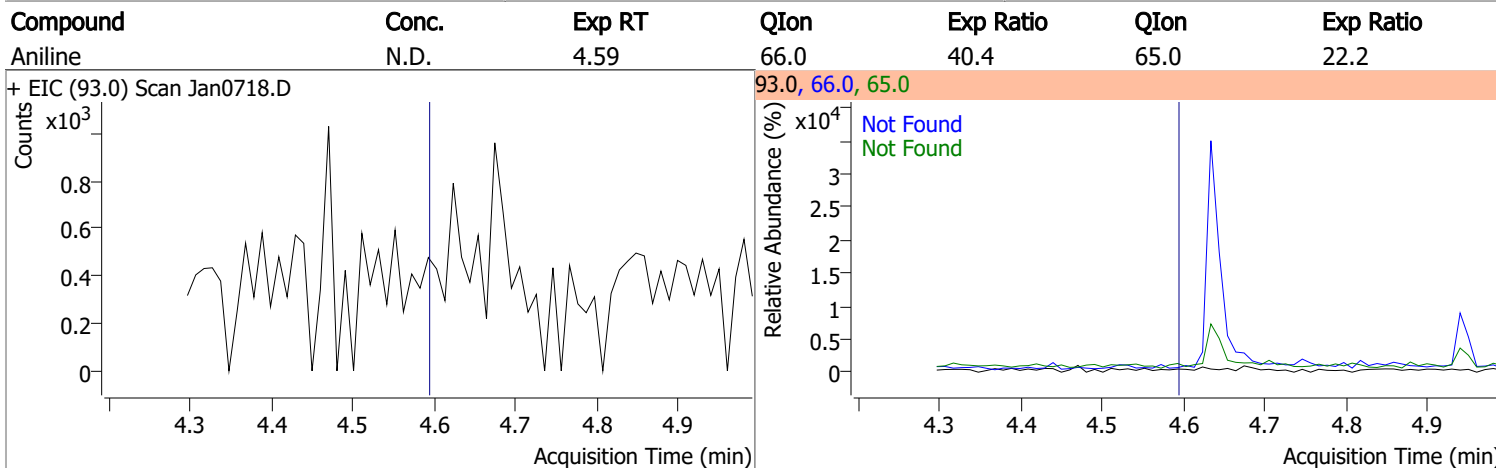 Compound Conc. Exp RT QIon Exp Ratio QIon Exp Ratio
Aniline N.D. 4.59 66.0 40.4 65.0 22.2
+ EIC (93.0) Scan Jan0718.D
Counts
x10³
0.8
0.6
0.4
0.2
0
4.3 4.4 4.5 4.6 4.7 4.8 4.9
Acquisition Time (min)
93.0, 66.0, 65.0
Relative Abundance (%)
x10⁴
Not Found
Not Found
3
2.5
2
1.5
1
0.5
0
4.3 4.4 4.5 4.6 4.7 4.8 4.9
Acquisition Time (min)